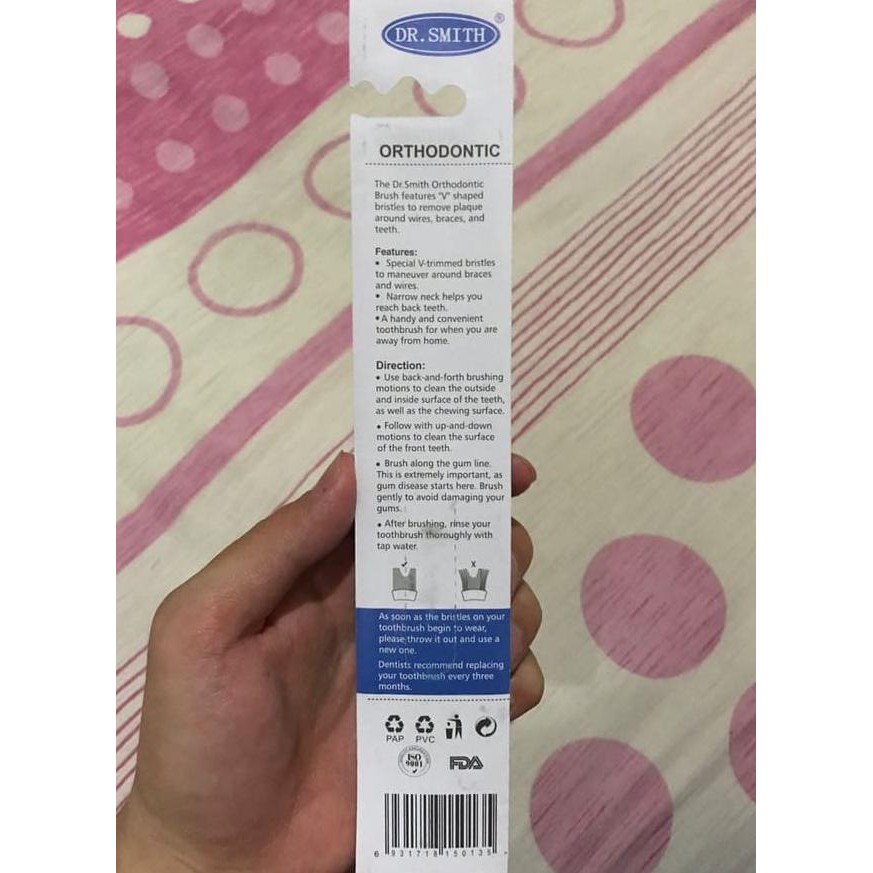 DR.SMITH®
ORTHODONTIC
The Dr.Smith Orthodontic
Brush features "V" shaped
bristles to remove plaque
around wires, braces, and
teeth.
Features:
• Special V-trimmed bristles
to maneuver around braces
and wires.
• Narrow neck helps you
reach back teeth.
•A handy and convenient
toothbrush for when you are
away from home.
Direction:
• Use back-and-forth brushing
motions to clean the outside
and inside surface of the teeth,
as well as the chewing surface.
• Follow with up-and-down
motions to clean the surface
of the front teeth.
• Brush along the gum line.
This is extremely important, as
gum disease starts here. Brush
gently to avoid damaging your
gums.
• After brushing, rinse your
toothbrush thoroughly with
tap water.
✓ X
As soon as the bristles on your
toothbrush begin to wear,
please throw it out and use a
new one.
Dentists recommend replacing
your toothbrush every three
months.
PAP PVC
ISO
9001
FDA
6 931718 150135